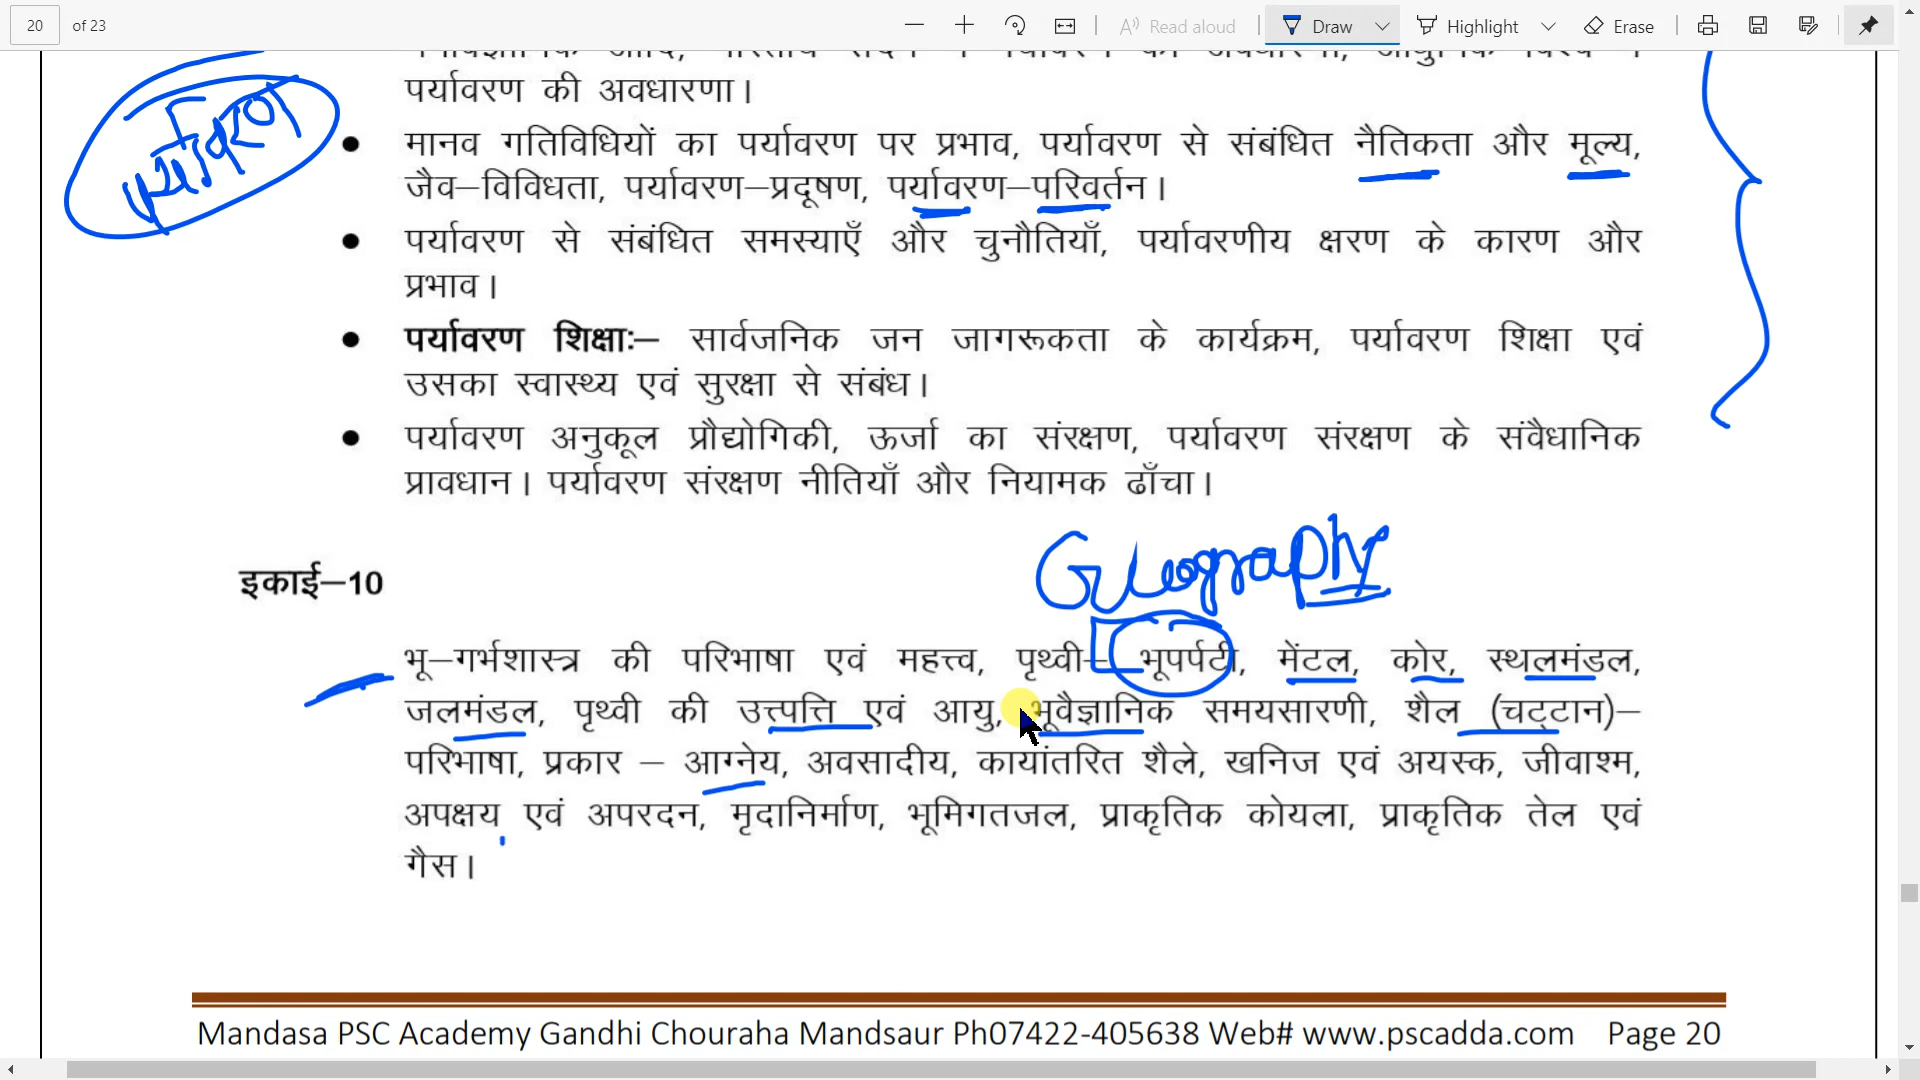 20 of 23 Read aloud Draw Highlight Erase
पर्यावरण की अवधारणा।
पर्यावरण
● मानव गतिविधियों का पर्यावरण पर प्रभाव, पर्यावरण से संबंधित नैतिकता और मूल्य,
जैव–विविधता, पर्यावरण–प्रदूषण, पर्यावरण–परिवर्तन।
● पर्यावरण से संबंधित समस्याएँ और चुनौतियाँ, पर्यावरणीय क्षरण के कारण और
प्रभाव।
● पर्यावरण शिक्षाः– सार्वजनिक जन जागरूकता के कार्यक्रम, पर्यावरण शिक्षा एवं
उसका स्वास्थ्य एवं सुरक्षा से संबंध।
● पर्यावरण अनुकूल प्रौद्योगिकी, ऊर्जा का संरक्षण, पर्यावरण संरक्षण के संवैधानिक
प्रावधान। पर्यावरण संरक्षण नीतियाँ और नियामक ढाँचा।
इकाई–10
भू–गर्भशास्त्र की परिभाषा एवं महत्त्व, पृथ्वी– भूपर्पटी, मेंटल, कोर, स्थलमंडल,
जलमंडल, पृथ्वी की उत्त्पत्ति एवं आयु, भूवैज्ञानिक समयसारणी, शैल (चट्टान)–
परिभाषा, प्रकार – आग्नेय, अवसादीय, कायांतरित शैले, खनिज एवं अयस्क, जीवाश्म,
अपक्षय एवं अपरदन, मृदानिर्माण, भूमिगतजल, प्राकृतिक कोयला, प्राकृतिक तेल एवं
गैस।
Mandasa PSC Academy Gandhi Chouraha Mandsaur Ph07422-405638 Web# www.pscadda.com Page 20